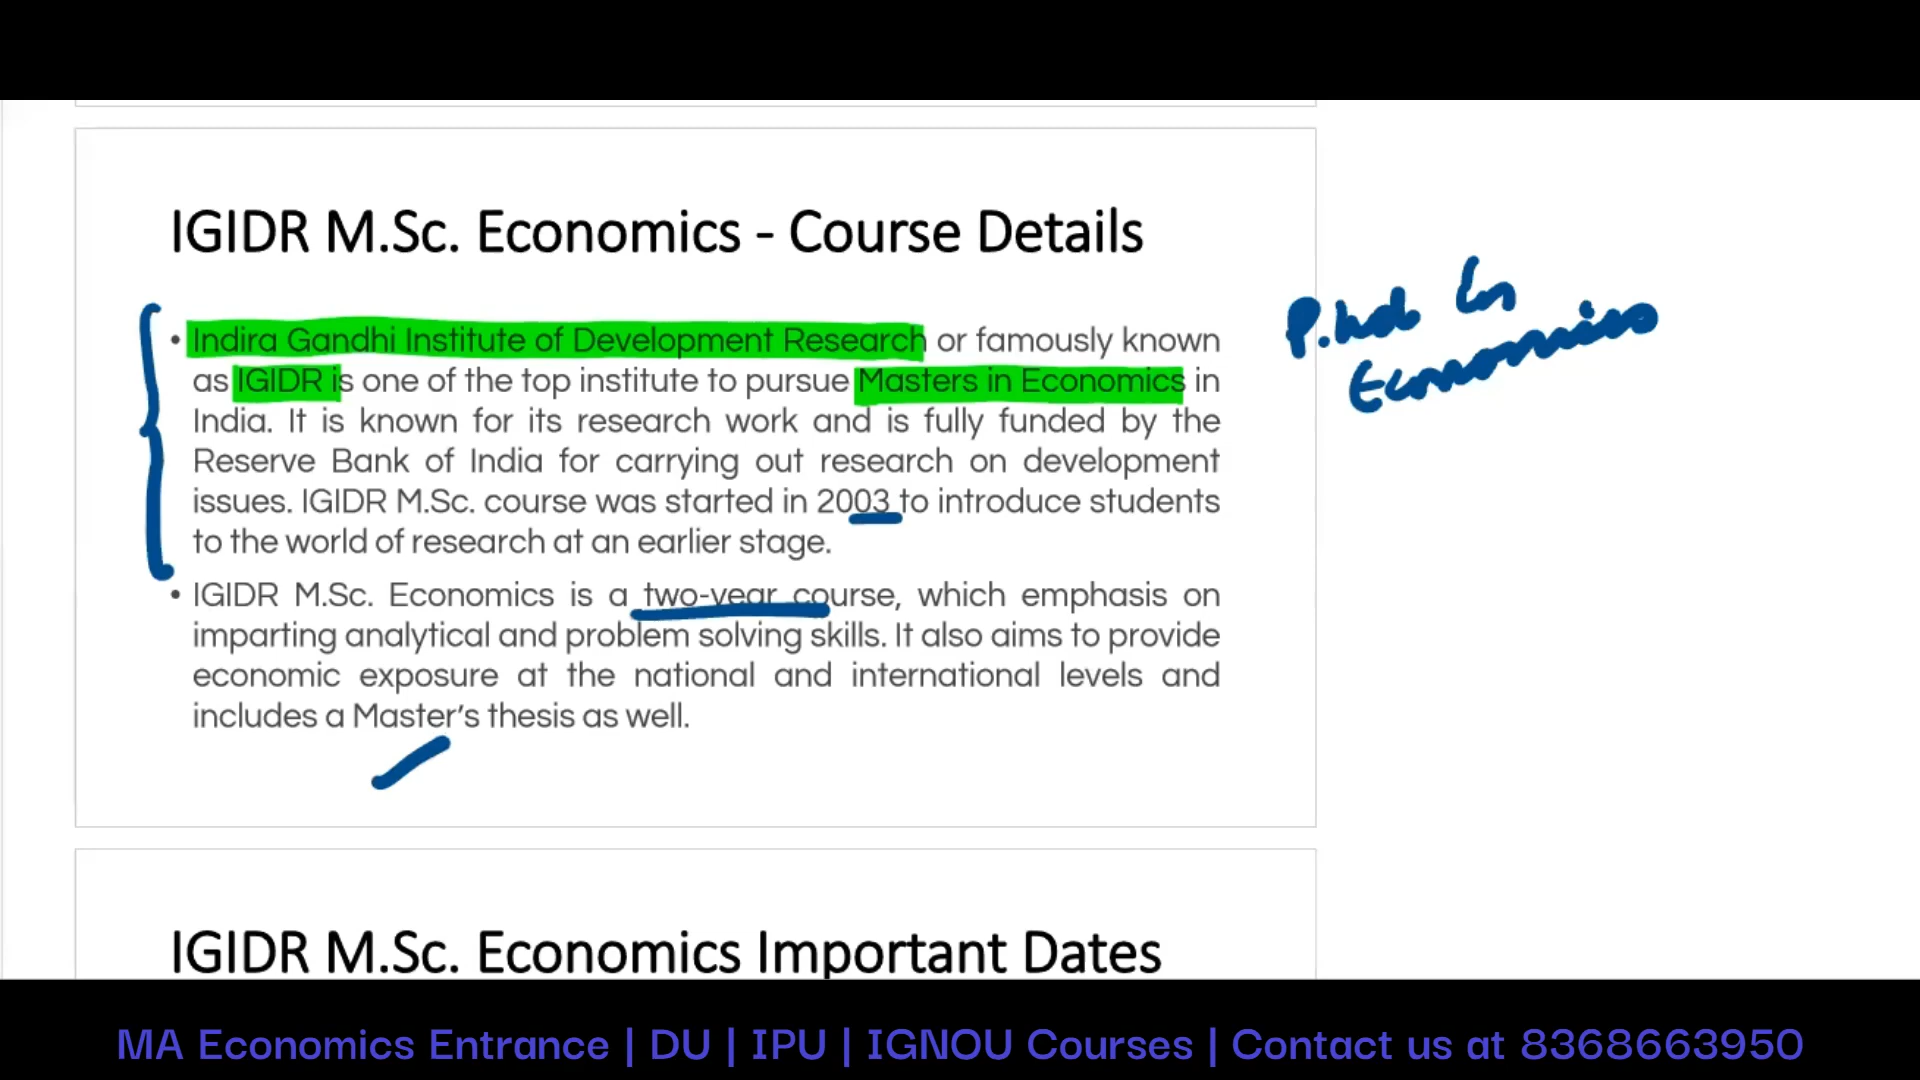 IGIDR M.Sc. Economics - Course Details
• Indira Gandhi Institute of Development Research or famously known
as IGIDR is one of the top institute to pursue Masters in Economics in
India. It is known for its research work and is fully funded by the
Reserve Bank of India for carrying out research on development
issues. IGIDR M.Sc. course was started in 2003 to introduce students
to the world of research at an earlier stage.
• IGIDR M.Sc. Economics is a two-year course, which emphasis on
imparting analytical and problem solving skills. It also aims to provide
economic exposure at the national and international levels and
includes a Master’s thesis as well.
P.hd in
Economics
IGIDR M.Sc. Economics Important Dates
MA Economics Entrance | DU | IPU | IGNOU Courses | Contact us at 8368663950